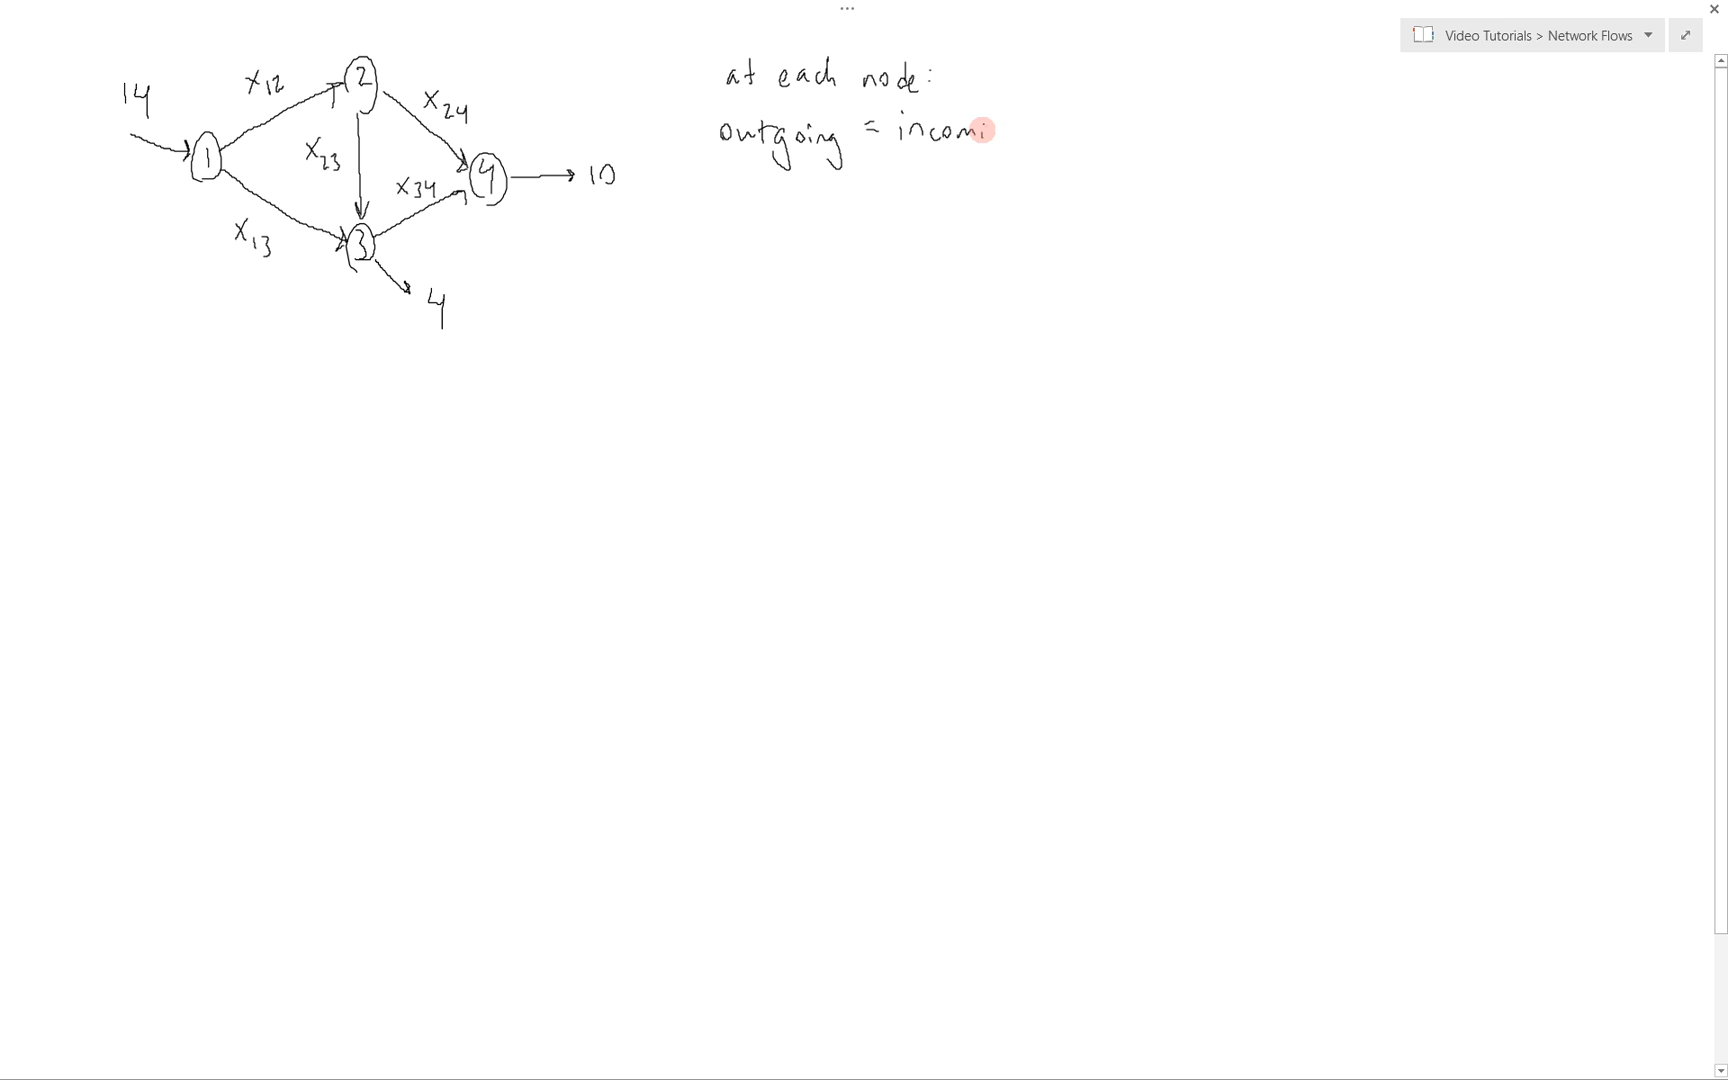 Video Tutorials > Network Flows
at each node:
outgoing = incomi
14
x12
2
x24
1
x23
x34
4
10
x13
3
4